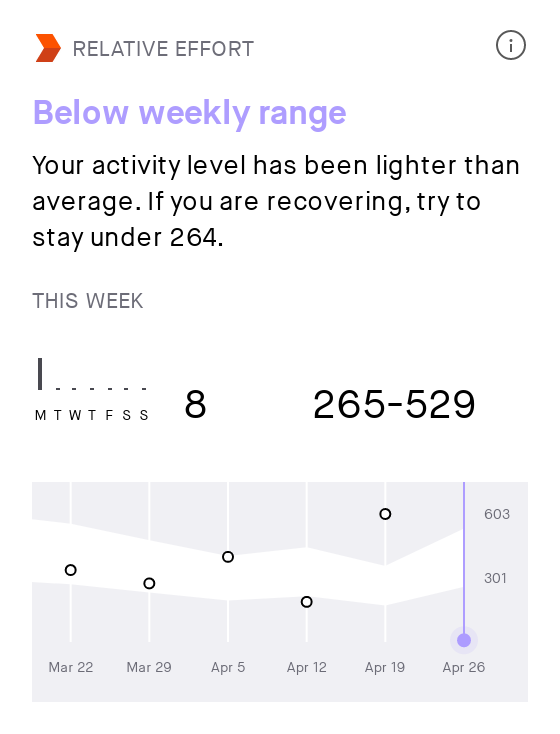 RELATIVE EFFORT
Below weekly range
Your activity level has been lighter than
average. If you are recovering, try to
stay under 264.
THIS WEEK
M T W T F S S
8
265-529
603
301
Mar 22 Mar 29 Apr 5 Apr 12 Apr 19 Apr 26